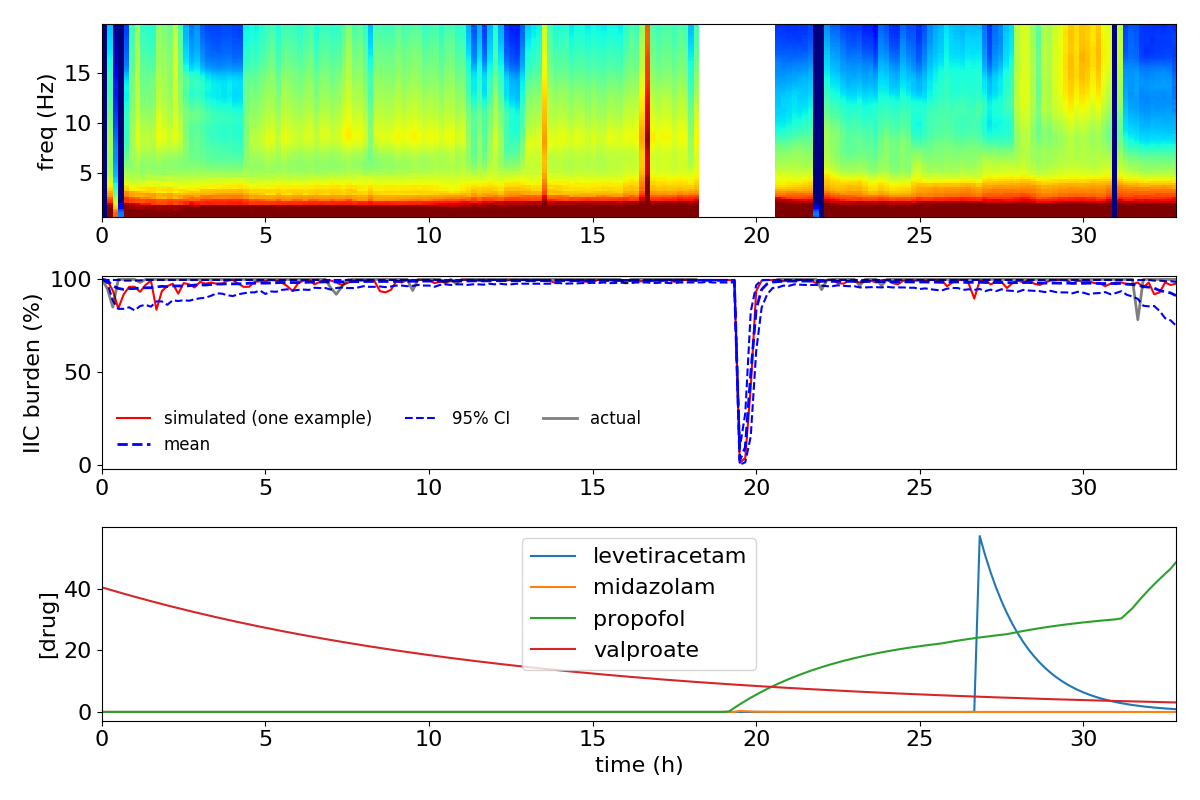 freq (Hz)
15
10
5
0 5 10 15 20 25 30
IIC burden (%)
100
50
0
simulated (one example) 95% CI actual
mean
0 5 10 15 20 25 30
[drug]
40
20
0
levetiracetam
midazolam
propofol
valproate
0 5 10 15 20 25 30
time (h)